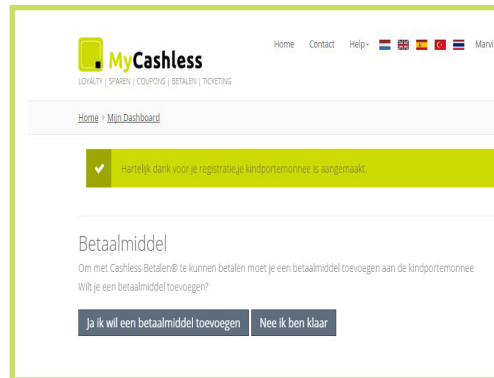 Home Contact Help Marvi
MyCashless
LOYALTY | SPAREN | COUPONS | BETALEN | TICKETING
Home > Mijn Dashboard
Hartelijk dank voor je registratie,je kindportemonnee is aangemaakt.
Betaalmiddel
Om met Cashless Betalen® te kunnen betalen moet je een betaalmiddel toevoegen aan de kindportemonnee
Wilt je een betaalmiddel toevoegen?
Ja ik wil een betaalmiddel toevoegen Nee ik ben klaar